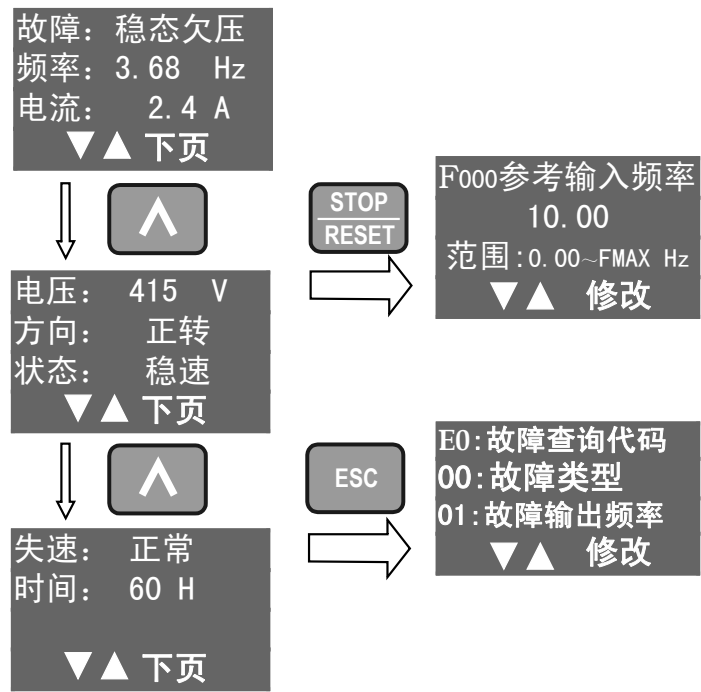 故障: 稳态欠压
频率: 3.68 Hz
电流: 2.4 A
▼▲ 下页
STOP
RESET
F000参考输入频率
10.00
范围:0.00~FMAX Hz
▼▲ 修改
电压: 415 V
方向: 正转
状态: 稳速
▼▲ 下页
ESC
E0:故障查询代码
00:故障类型
01:故障输出频率
▼▲ 修改
失速: 正常
时间: 60 H
▼▲ 下页